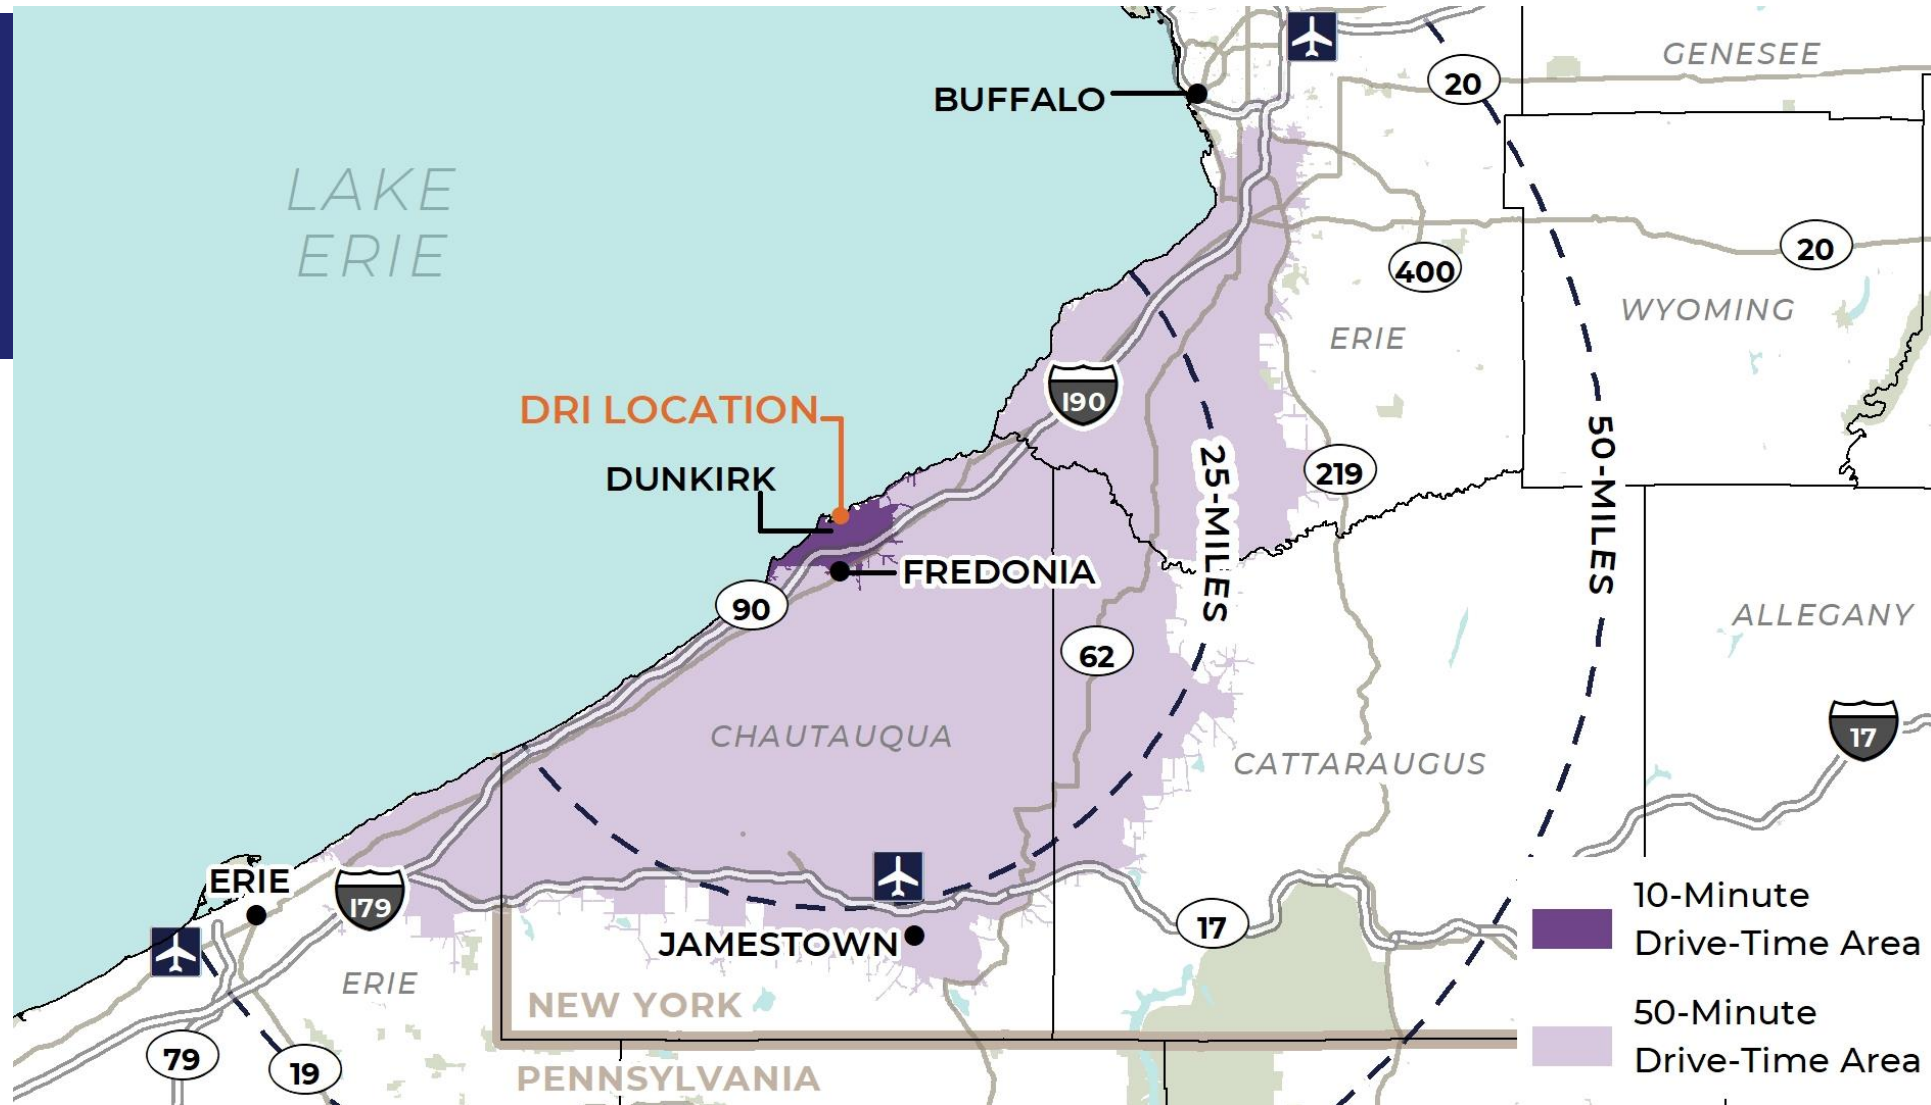 GENESEE
20
BUFFALO
LAKE
ERIE
20
400
WYOMING
ERIE
I90
DRI LOCATION
DUNKIRK
219
25-MILES
50-MILES
FREDONIA
90
62
ALLEGANY
CHAUTAUQUA
CATTARAUGUS
17
ERIE
I79
17
JAMESTOWN
ERIE
NEW YORK
79
19
PENNSYLVANIA
10-Minute
Drive-Time Area
50-Minute
Drive-Time Area